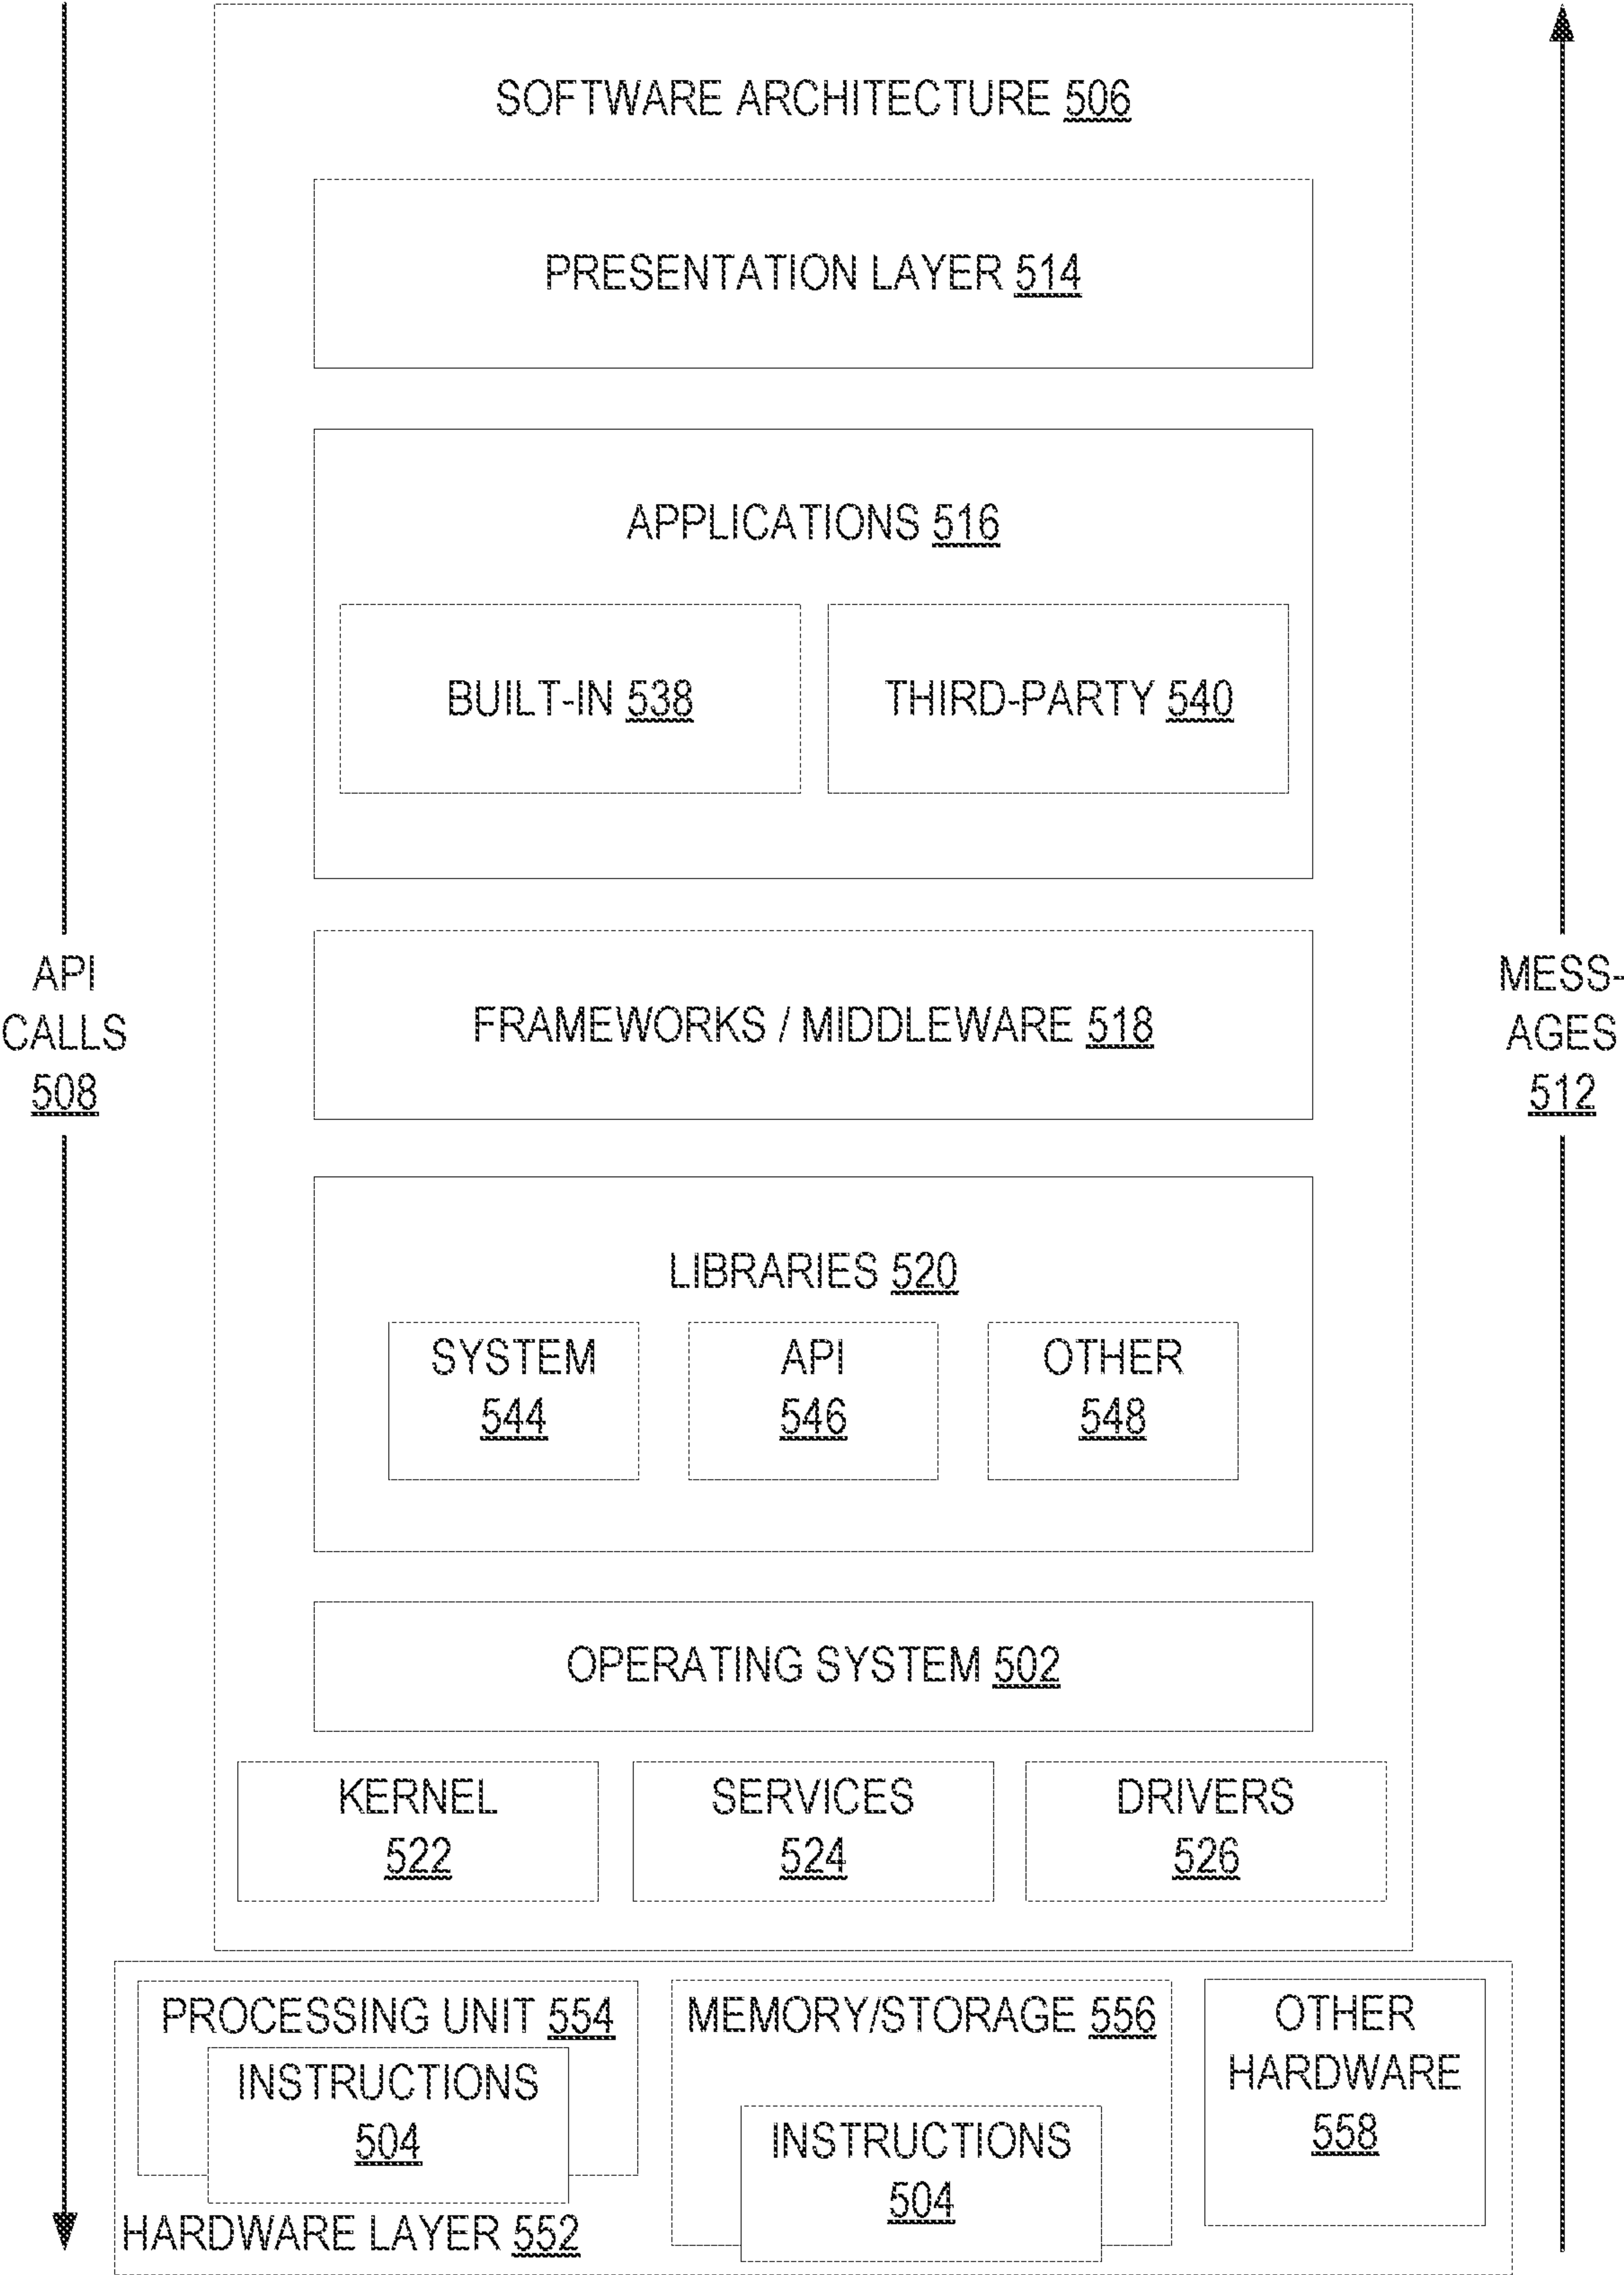 SOFTWARE ARCHITECTURE 506
PRESENTATION LAYER 514
APPLICATIONS 516
BUILT-IN 538
THIRD-PARTY 540
API
CALLS
508
FRAMEWORKS / MIDDLEWARE 518
MESS-
AGES
512
LIBRARIES 520
SYSTEM
544
API
546
OTHER
548
OPERATING SYSTEM 502
KERNEL
522
SERVICES
524
DRIVERS
526
PROCESSING UNIT 554
INSTRUCTIONS
504
MEMORY/STORAGE 556
INSTRUCTIONS
504
OTHER
HARDWARE
558
HARDWARE LAYER 552